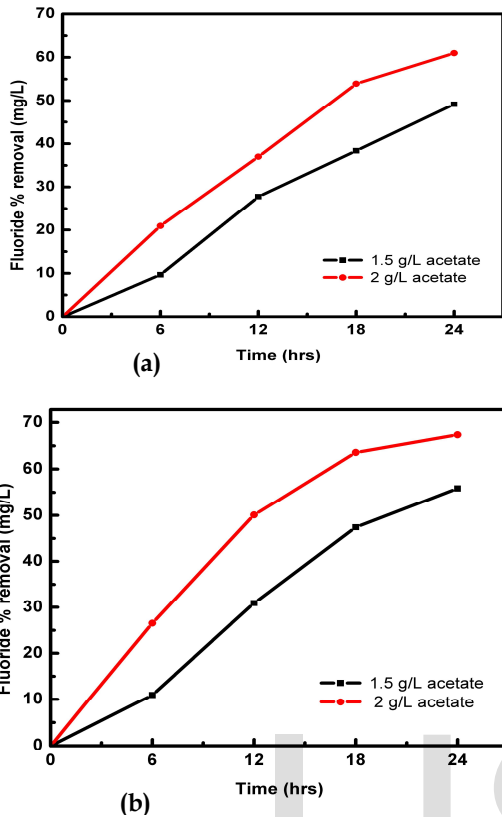 70
60
50
40
30
20
10
0
Fluoride % removal (mg/L)
1.5 g/L acetate
2 g/L acetate
0 6 12 18 24
Time (hrs)
(a)
70
60
50
40
30
20
10
0
Fluoride % removal (mg/L)
1.5 g/L acetate
2 g/L acetate
0 6 12 18 24
Time (hrs)
(b)